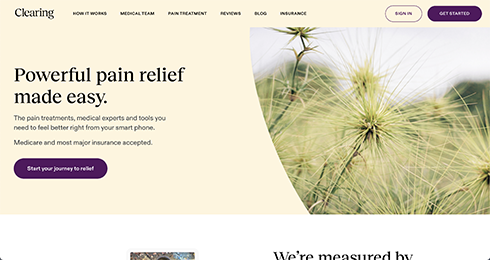 Clearing
HOW IT WORKS
MEDICAL TEAM
PAIN TREATMENT
REVIEWS
BLOG
INSURANCE
SIGN IN
GET STARTED
Powerful pain relief
made easy.
The pain treatments, medical experts and tools you
need to feel better right from your smart phone.
Medicare and most major insurance accepted.
Start your journey to relief
We're measured by